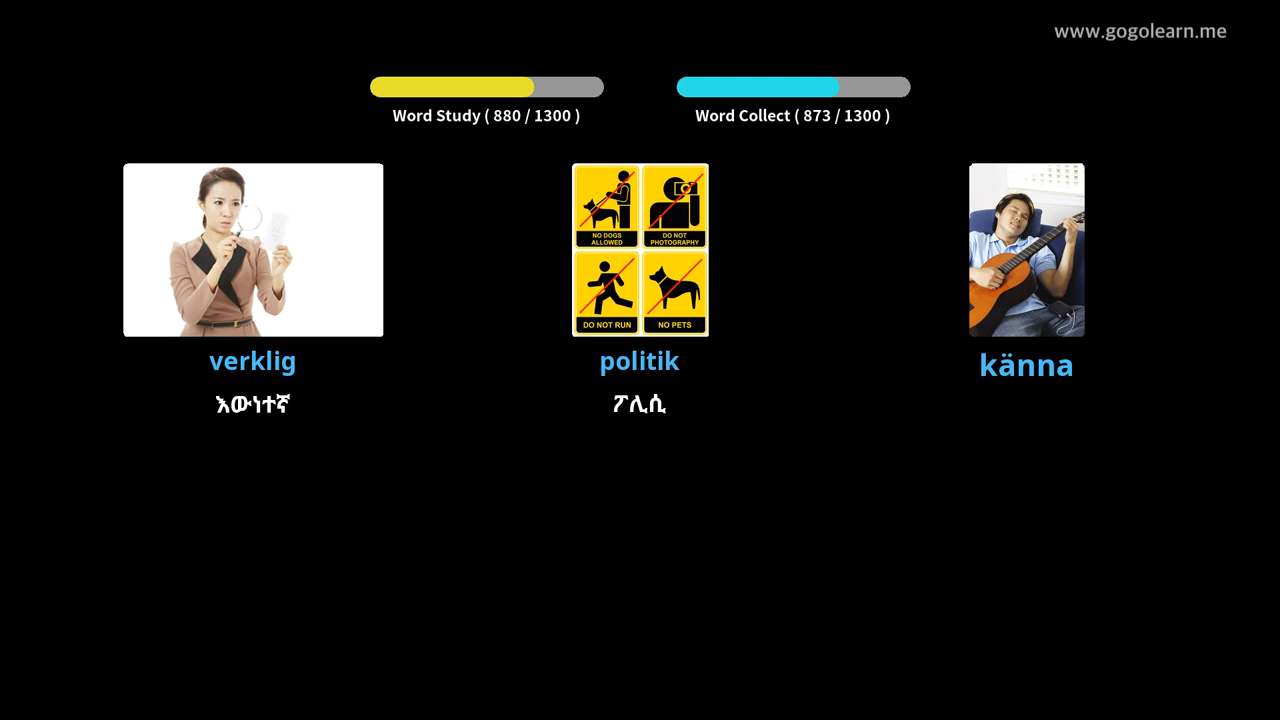 www.gogolearn.me
Word Study ( 880 / 1300 )
Word Collect ( 873 / 1300 )
NO DOGS
ALLOWED
DO NOT
PHOTOGRAPHY
DO NOT RUN
NO PETS
verklig
politik
känna
እውነተኛ
ፖሊሲ